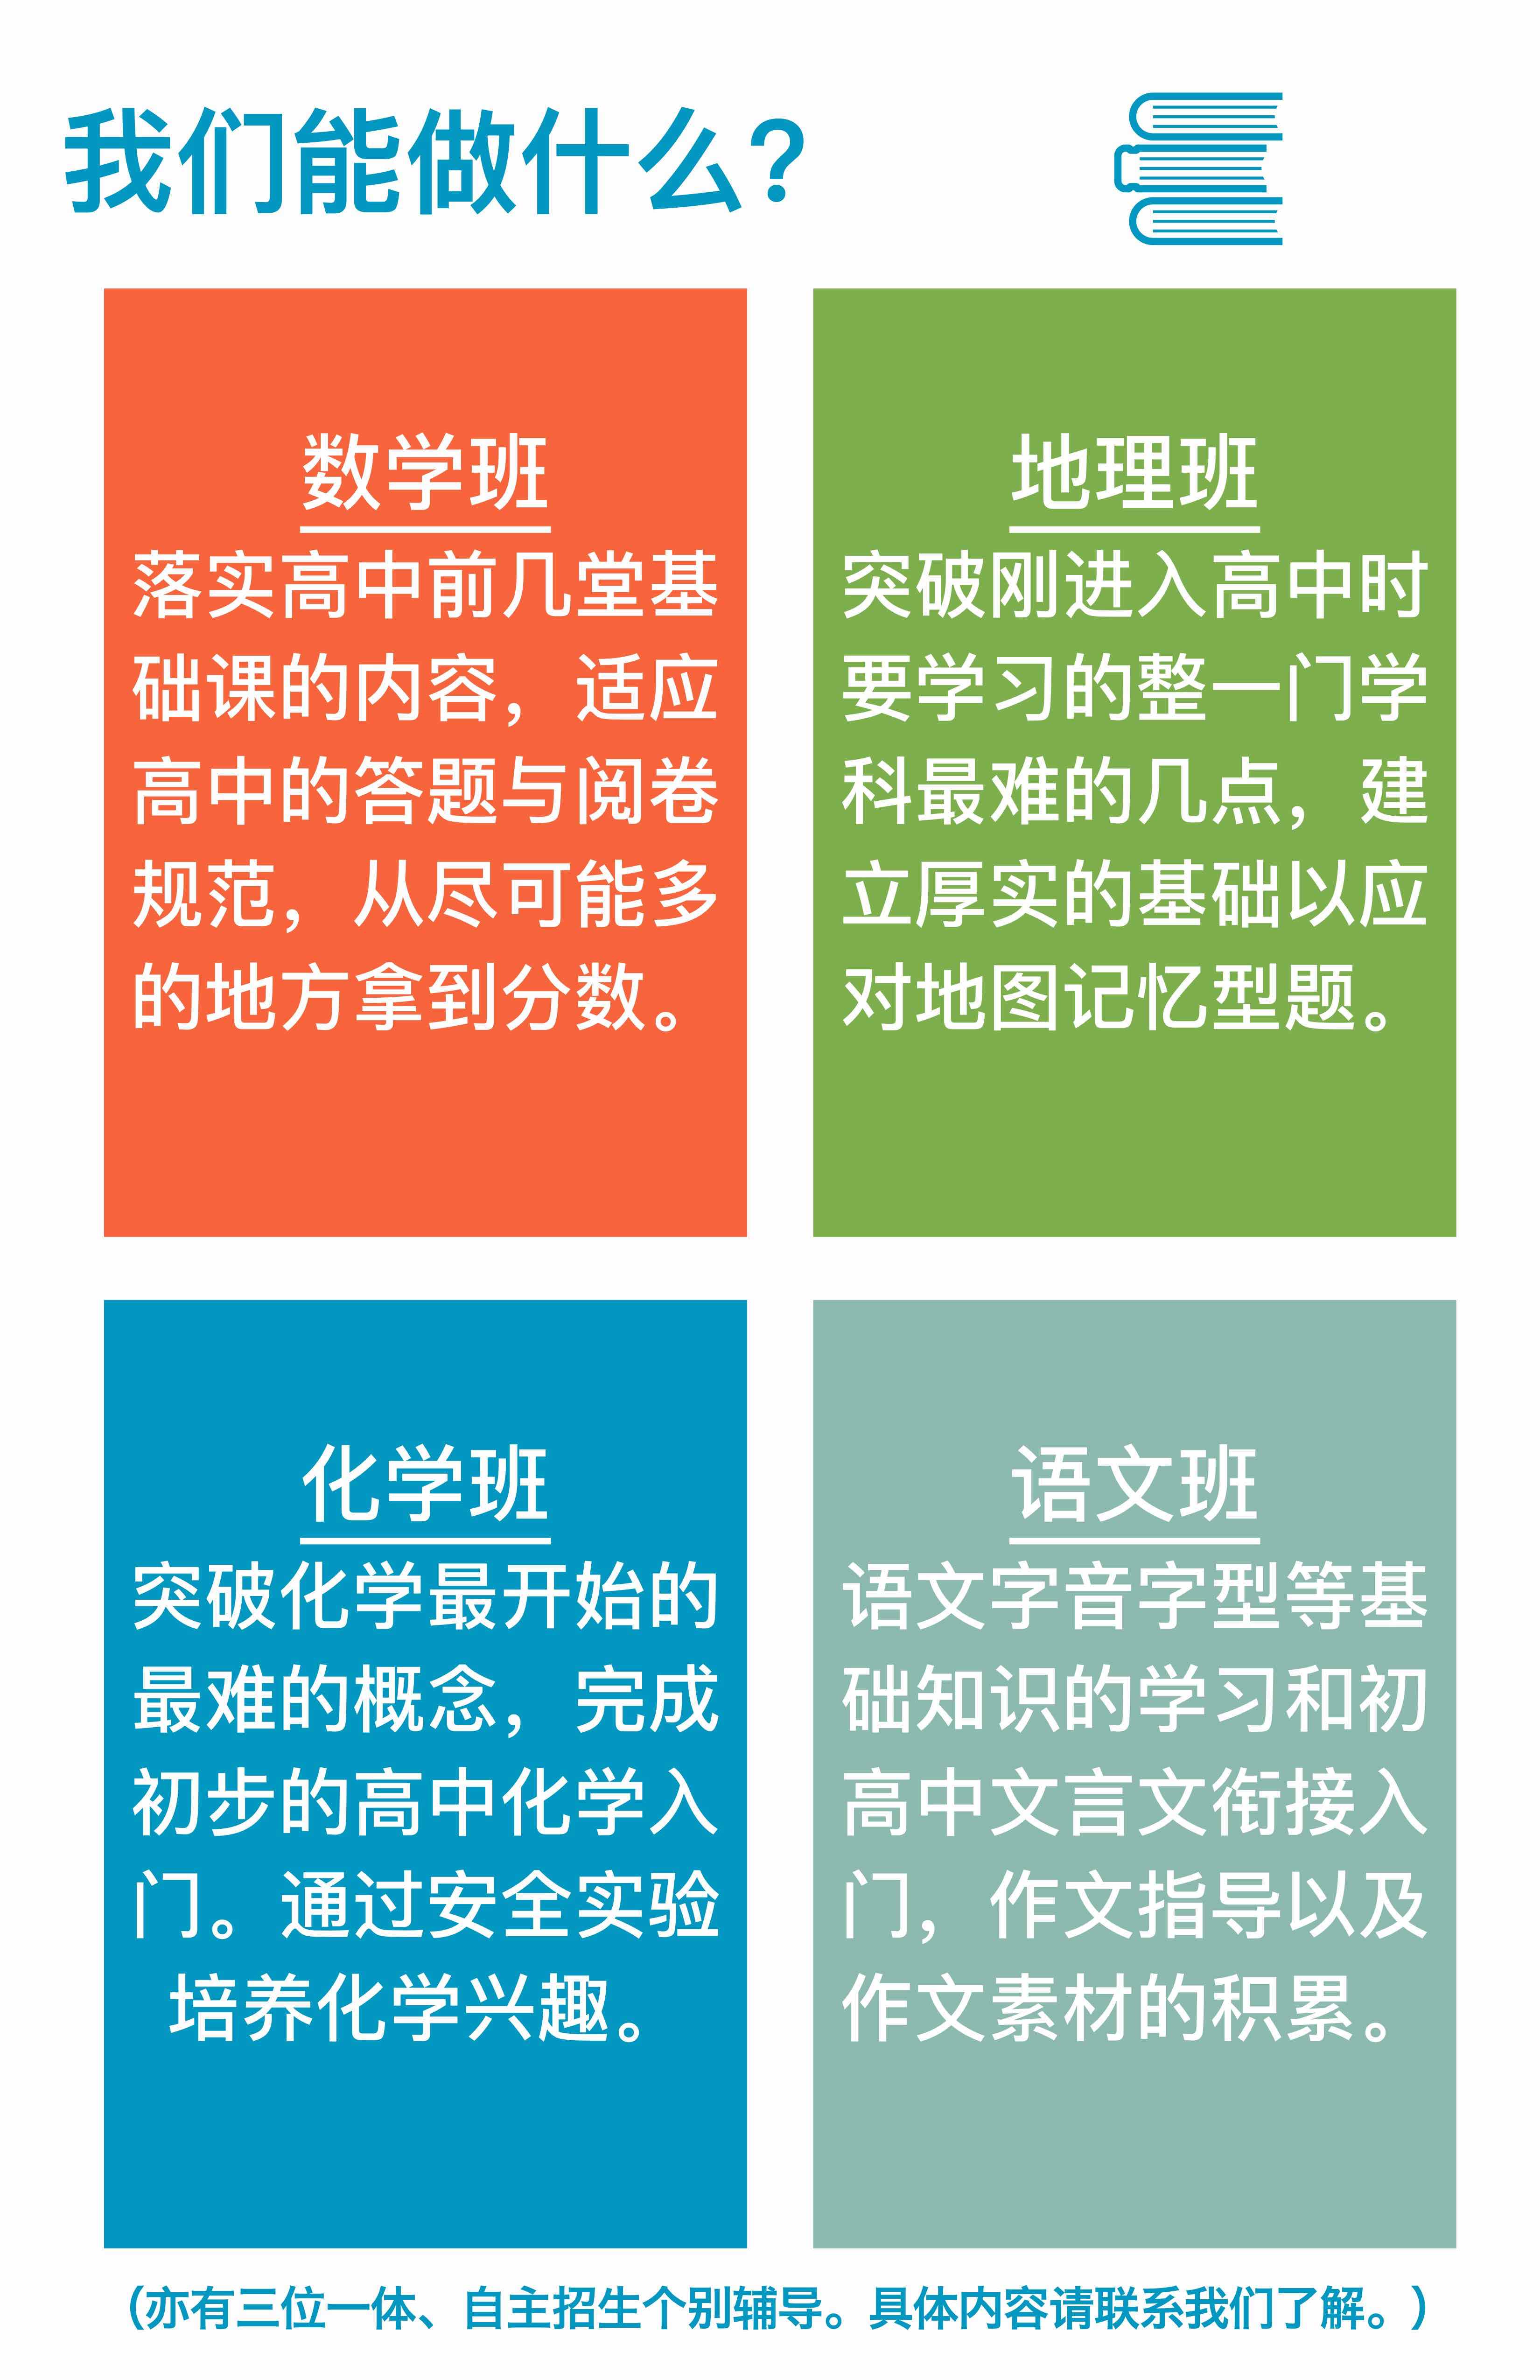 我们能做什么?
数学班
落实高中前几堂基
础课的内容，适应
高中的答题与阅卷
规范，从尽可能多
的地方拿到分数。
地理班
突破刚进入高中时
要学习的整一门学
科最难的几点，建
立厚实的基础以应
对地图记忆型题。
化学班
突破化学最开始的
最难的概念，完成
初步的高中化学入
门。通过安全实验
培养化学兴趣。
语文班
语文字音字型等基
础知识的学习和初
高中文言文衔接入
门，作文指导以及
作文素材的积累。
（亦有三位一体、自主招生个别辅导。具体内容请联系我们了解。）